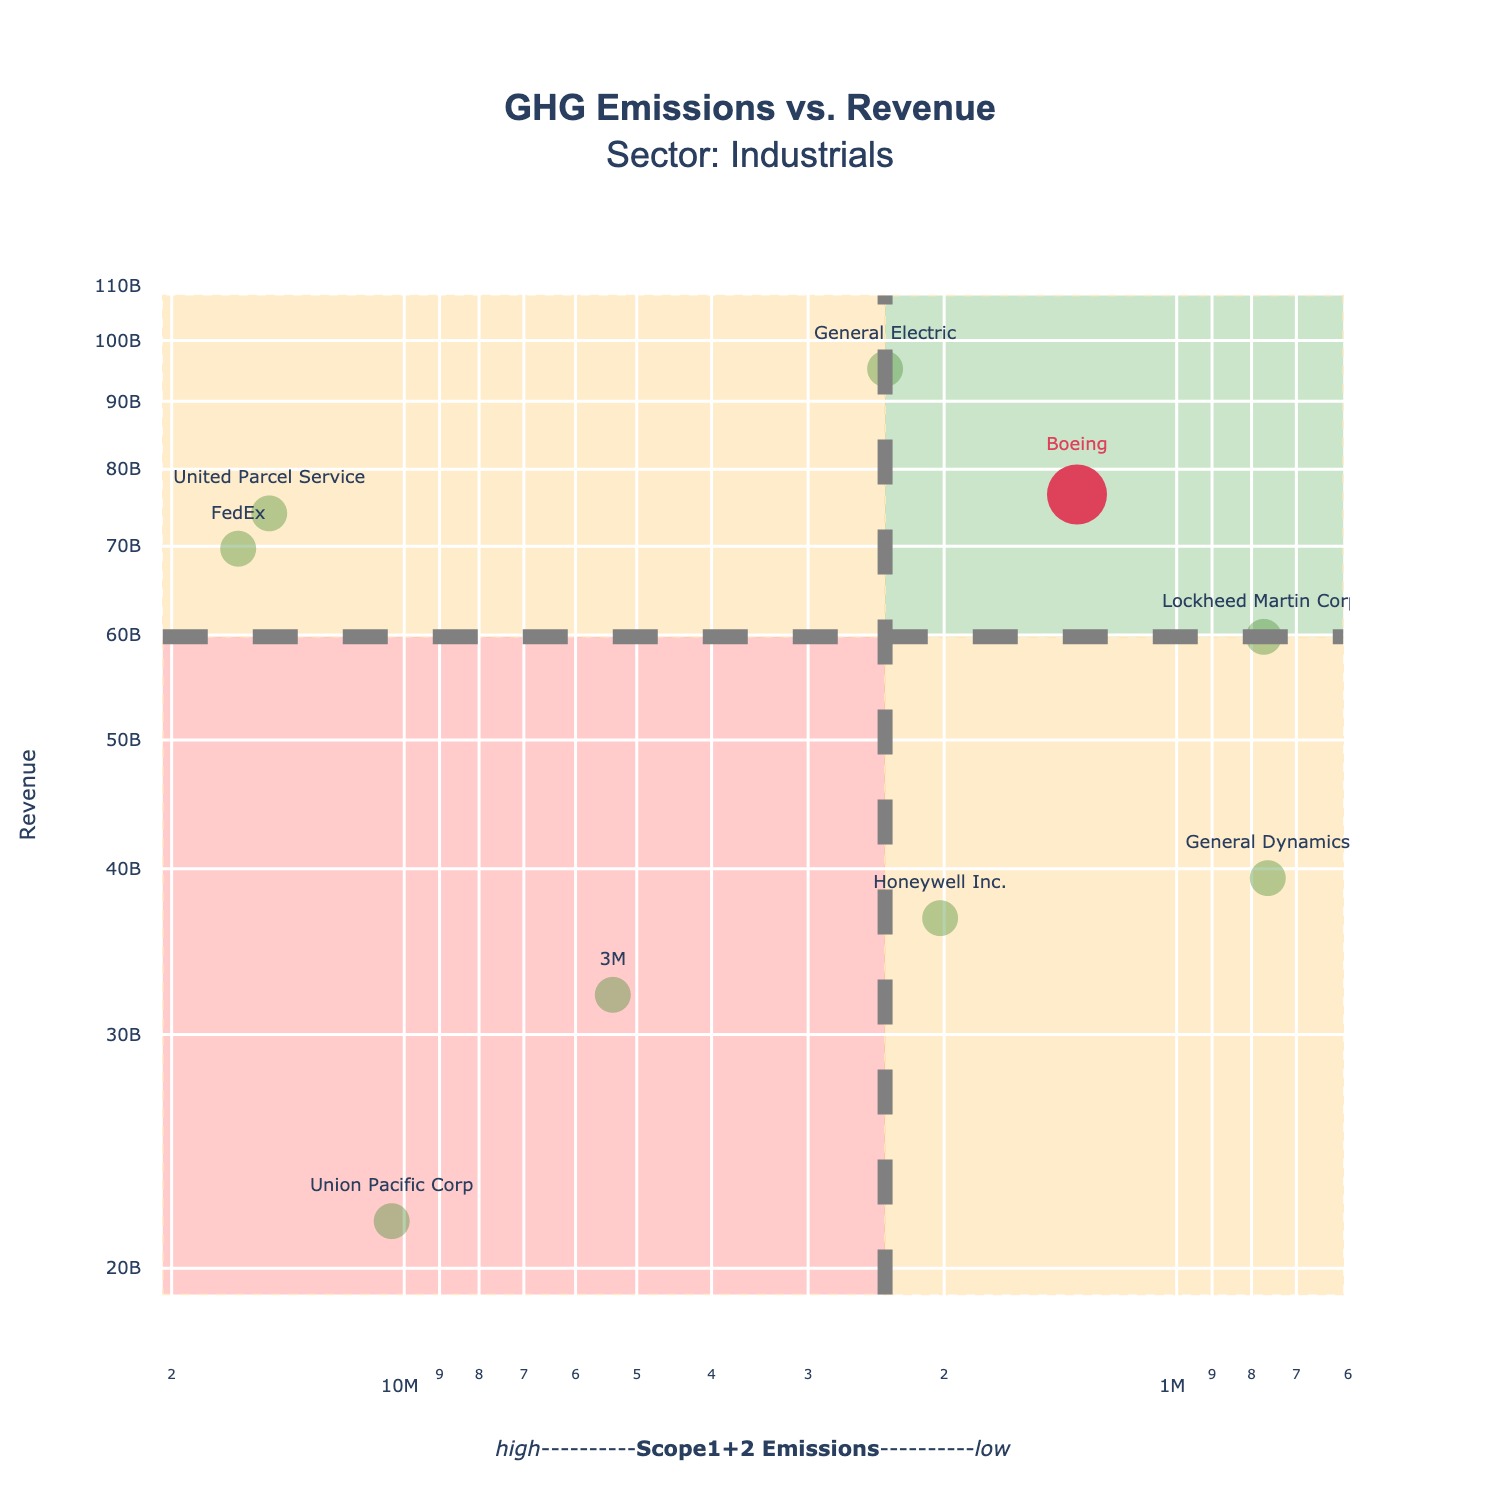 GHG Emissions vs. Revenue
Sector: Industrials
110B
100B
90B
80B
70B
60B
50B
40B
30B
20B
Revenue
General Electric
Boeing
United Parcel Service
FedEx
Lockheed Martin Corp
General Dynamics
Honeywell Inc.
3M
Union Pacific Corp
2 10M 9 8 7 6 5 4 3 2 1M 9 8 7 6
high----------Scope1+2 Emissions----------low